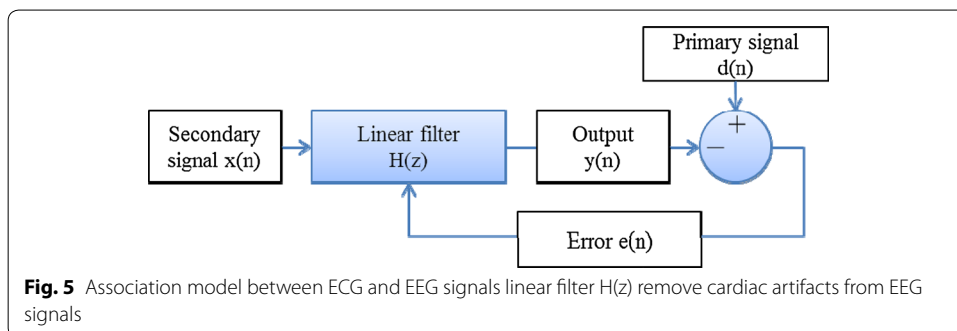 Primary signal
d(n)
+
Secondary
signal x(n)
Linear filter
H(z)
Output
y(n)
−
Error e(n)
Fig. 5 Association model between ECG and EEG signals linear filter H(z) remove cardiac artifacts from EEG
signals